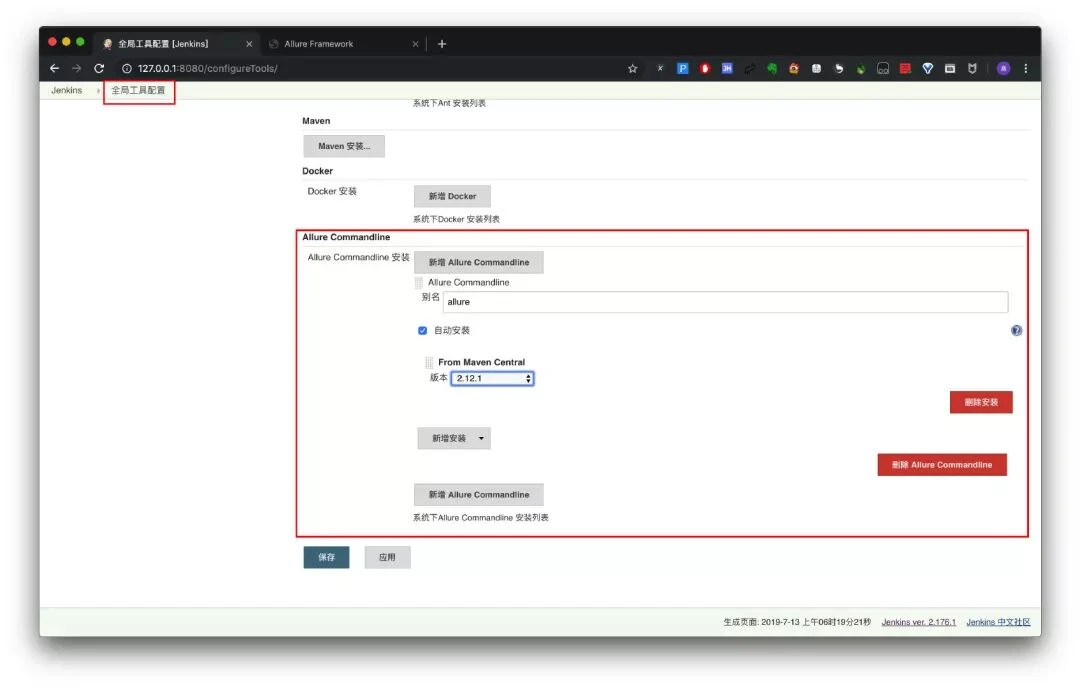 全局工具配置 [Jenkins]
Allure Framework
127.0.0.1:8080/configureTools/
Jenkins
全局工具配置
系统下Ant 安装列表
Maven
Maven 安装...
Docker
Docker 安装
新增 Docker
系统下Docker 安装列表
Allure Commandline
Allure Commandline 安装
新增 Allure Commandline
Allure Commandline
别名
allure
自动安装
From Maven Central
版本
2.12.1
删除安装
新增安装
删除 Allure Commandline
新增 Allure Commandline
系统下Allure Commandline 安装列表
保存
应用
生成页面: 2019-7-13 上午06时19分21秒
Jenkins ver. 2.176.1
Jenkins 中文社区